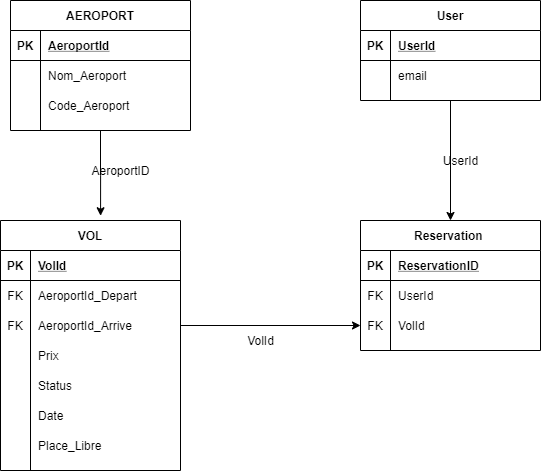 AEROPORT
PK AeroportId
Nom_Aeroport
Code_Aeroport
User
PK UserId
email
AeroportID
UserId
VOL
PK VolId
FK AeroportId_Depart
FK AeroportId_Arrive
Prix
Status
Date
Place_Libre
VolId
Reservation
PK ReservationID
FK UserId
FK VolId